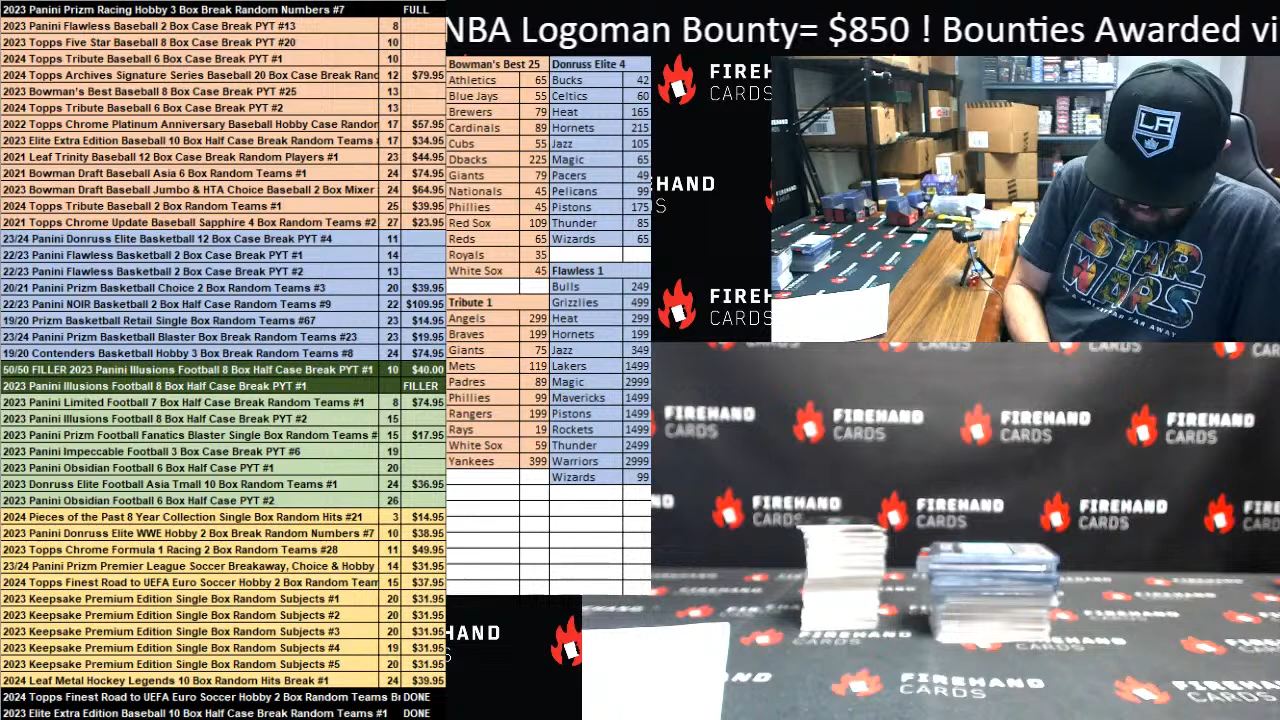 2023 Panini Prizm Racing Hobby 3 Box Break Random Numbers #7 FULL
2023 Panini Flawless Baseball 2 Box Case Break PYT #13 8
2023 Topps Five Star Baseball 8 Box Case Break PYT #20 10
2024 Topps Tribute Baseball 6 Box Case Break PYT #1 10
2024 Topps Archives Signature Series Baseball 20 Box Case Break Ranc 12 $79.95
2023 Bowman's Best Baseball 8 Box Case Break PYT #25 13
2024 Topps Tribute Baseball 6 Box Case Break PYT #2 13
2022 Topps Chrome Platinum Anniversary Baseball Hobby Case Break Randor 17 $57.95
2023 Elite Extra Edition Baseball 10 Box Half Case Break Random Teams 17 $34.95
2021 Leaf Trinity Baseball 12 Box Case Break Random Players #1 23 $44.95
2021 Bowman Draft Baseball Asia 6 Box Random Teams #1 24 $74.95
2023 Bowman Draft Baseball Jumbo & HTA Choice Baseball 2 Box Mixer 24 $64.95
2024 Topps Tribute Baseball 2 Box Random Teams #1 25 $39.95
2021 Topps Chrome Update Baseball Sapphire 4 Box Random Teams #2 27 $23.95
23/24 Panini Donruss Elite Basketball 12 Box Case Break PYT #4 11
22/23 Panini Flawless Basketball 2 Box Case Break PYT #1 14
22/23 Panini Flawless Basketball 2 Box Case Break PYT #2 13
20/21 Panini Prizm Basketball Choice 2 Box Random Teams #3 20 $39.95
22/23 Panini NOIR Basketball 2 Box Half Case Random Teams #9 22 $109.95
19/20 Prizm Basketball Retail Single Box Random Teams #67 23 $14.95
23/24 Panini Prizm Basketball Blaster Box Break Random Teams #23 23 $19.95
19/20 Contenders Basketball Hobby 3 Box Break Random Teams #8 24 $74.95
50/50 FILLER 2023 Panini Illusions Football 8 Box Half Case Break PYT #1 10 $40.00
2023 Panini Illusions Football 8 Box Half Case Break PYT #1 FILLER
2023 Panini Limited Football 7 Box Half Case Break Random Teams #1 8 $74.95
2023 Panini Illusions Football 8 Box Half Case Break PYT #2 15
2023 Panini Prizm Football Fanatics Blaster Single Box Random Teams # 15 $17.95
2023 Panini Impeccable Football 3 Box Case Break PYT #6 19
2023 Panini Obsidian Football 6 Box Half Case PYT #1 20
2023 Donruss Elite Football Asia Tmall 10 Box Random Teams #1 24 $36.95
2023 Panini Obsidian Football 6 Box Half Case PYT #2 26
2024 Pieces of the Past 8 Year Collection Single Box Random Hits #21 3 $14.95
2023 Panini Donruss Elite WWE Hobby 2 Box Break Random Numbers #7 10 $38.95
2023 Topps Chrome Formula 1 Racing 2 Box Random Teams #28 11 $49.95
23/24 Panini Prizm Premier League Soccer Breakaway, Choice & Hobby 14 $31.95
2024 Topps Finest Road to UEFA Euro Soccer Hobby 2 Box Random Team 15 $37.95
2023 Keepsake Premium Edition Single Box Random Subjects #1 20 $31.95
2023 Keepsake Premium Edition Single Box Random Subjects #2 20 $31.95
2023 Keepsake Premium Edition Single Box Random Subjects #3 20 $31.95
2023 Keepsake Premium Edition Single Box Random Subjects #4 19 $31.95
2023 Keepsake Premium Edition Single Box Random Subjects #5 20 $31.95
2024 Leaf Metal Hockey Legends 10 Box Random Hits Break #1 24 $39.95
2024 Topps Finest Road to UEFA Euro Soccer Hobby 2 Box Random Teams B DONE
2023 Elite Extra Edition Baseball 10 Box Half Case Break Random Teams #1 DONE
NBA Logoman Bounty= $850 ! Bounties Awarded vi
Bowman's Best 25
Athletics 65
Blue Jays 55
Brewers 79
Cardinals 89
Cubs 55
Dbacks 225
Giants 79
Nationals 45
Phillies 45
Red Sox 109
Reds 65
Royals 35
White Sox 45
Tribute 1
Angels 299
Braves 199
Giants 75
Mets 119
Padres 89
Phillies 99
Rangers 199
Rays 19
White Sox 59
Yankees 399
Donruss Elite 4
Bucks 42
Celtics 60
Heat 165
Hornets 215
Jazz 105
Magic 65
Pacers 49
Pelicans 99
Pistons 175
Thunder 85
Wizards 65
Flawless 1
Bulls 249
Grizzlies 499
Heat 299
Hornets 199
Jazz 349
Lakers 1499
Magic 2999
Mavericks 1499
Pistons 1499
Rockets 1499
Thunder 2499
Warriors 2999
Wizards 99
FIREH
CARDS
HAND
S
FIREH
CARDS
HAND
S
LA
STAR
WARS
FIREHAND
CARDS
FIREHAND
CARDS
FIREHAND
CARDS
FIREHAND
CARDS
FIREHAND
CARDS
FIREHAND
CARDS
FIREHAND
CARDS
FIREHAND
CARDS